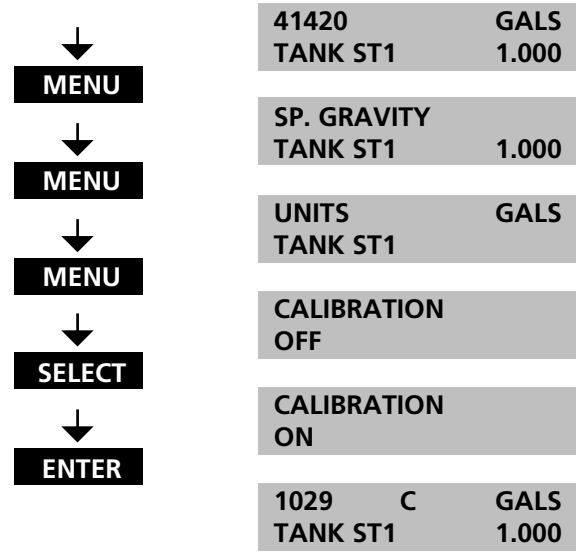 41420 GALS
TANK ST1 1.000
MENU
SP. GRAVITY
TANK ST1 1.000
MENU
UNITS GALS
TANK ST1
MENU
CALIBRATION
OFF
SELECT
CALIBRATION
ON
ENTER
1029 C GALS
TANK ST1 1.000